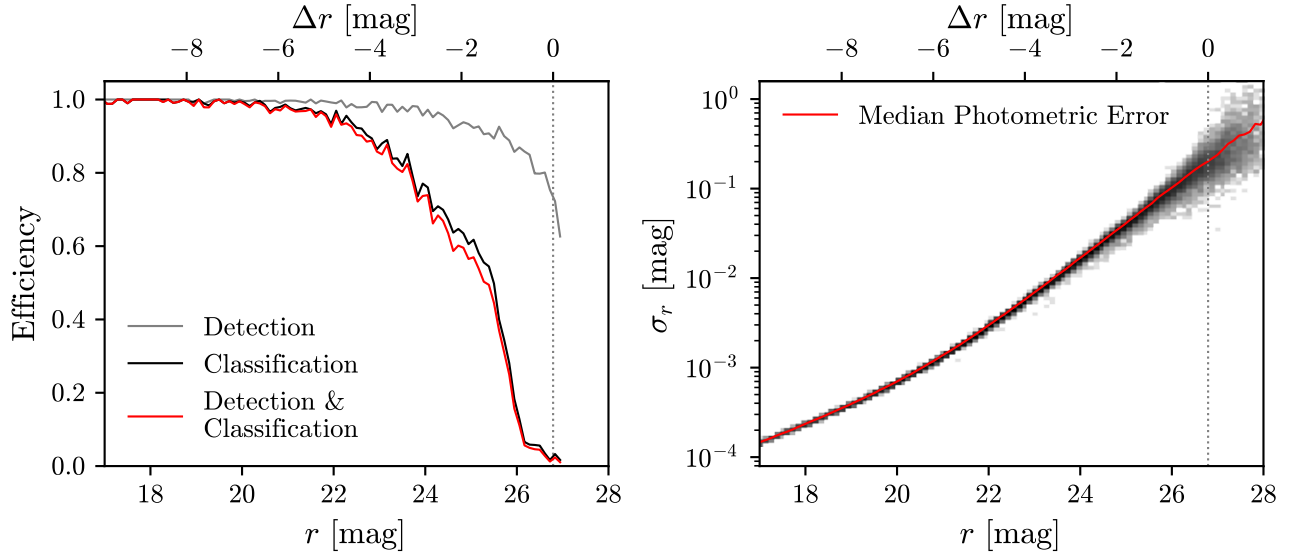 Δr [mag]
−8 −6 −4 −2 0
1.0
0.8
0.6
0.4
0.2
0.0
Efficiency
Detection
Classification
Detection &
Classification
18 20 22 24 26 28
r [mag]
Δr [mag]
−8 −6 −4 −2 0
10⁰
10⁻¹
10⁻²
10⁻³
10⁻⁴
σᵣ [mag]
Median Photometric Error
18 20 22 24 26 28
r [mag]